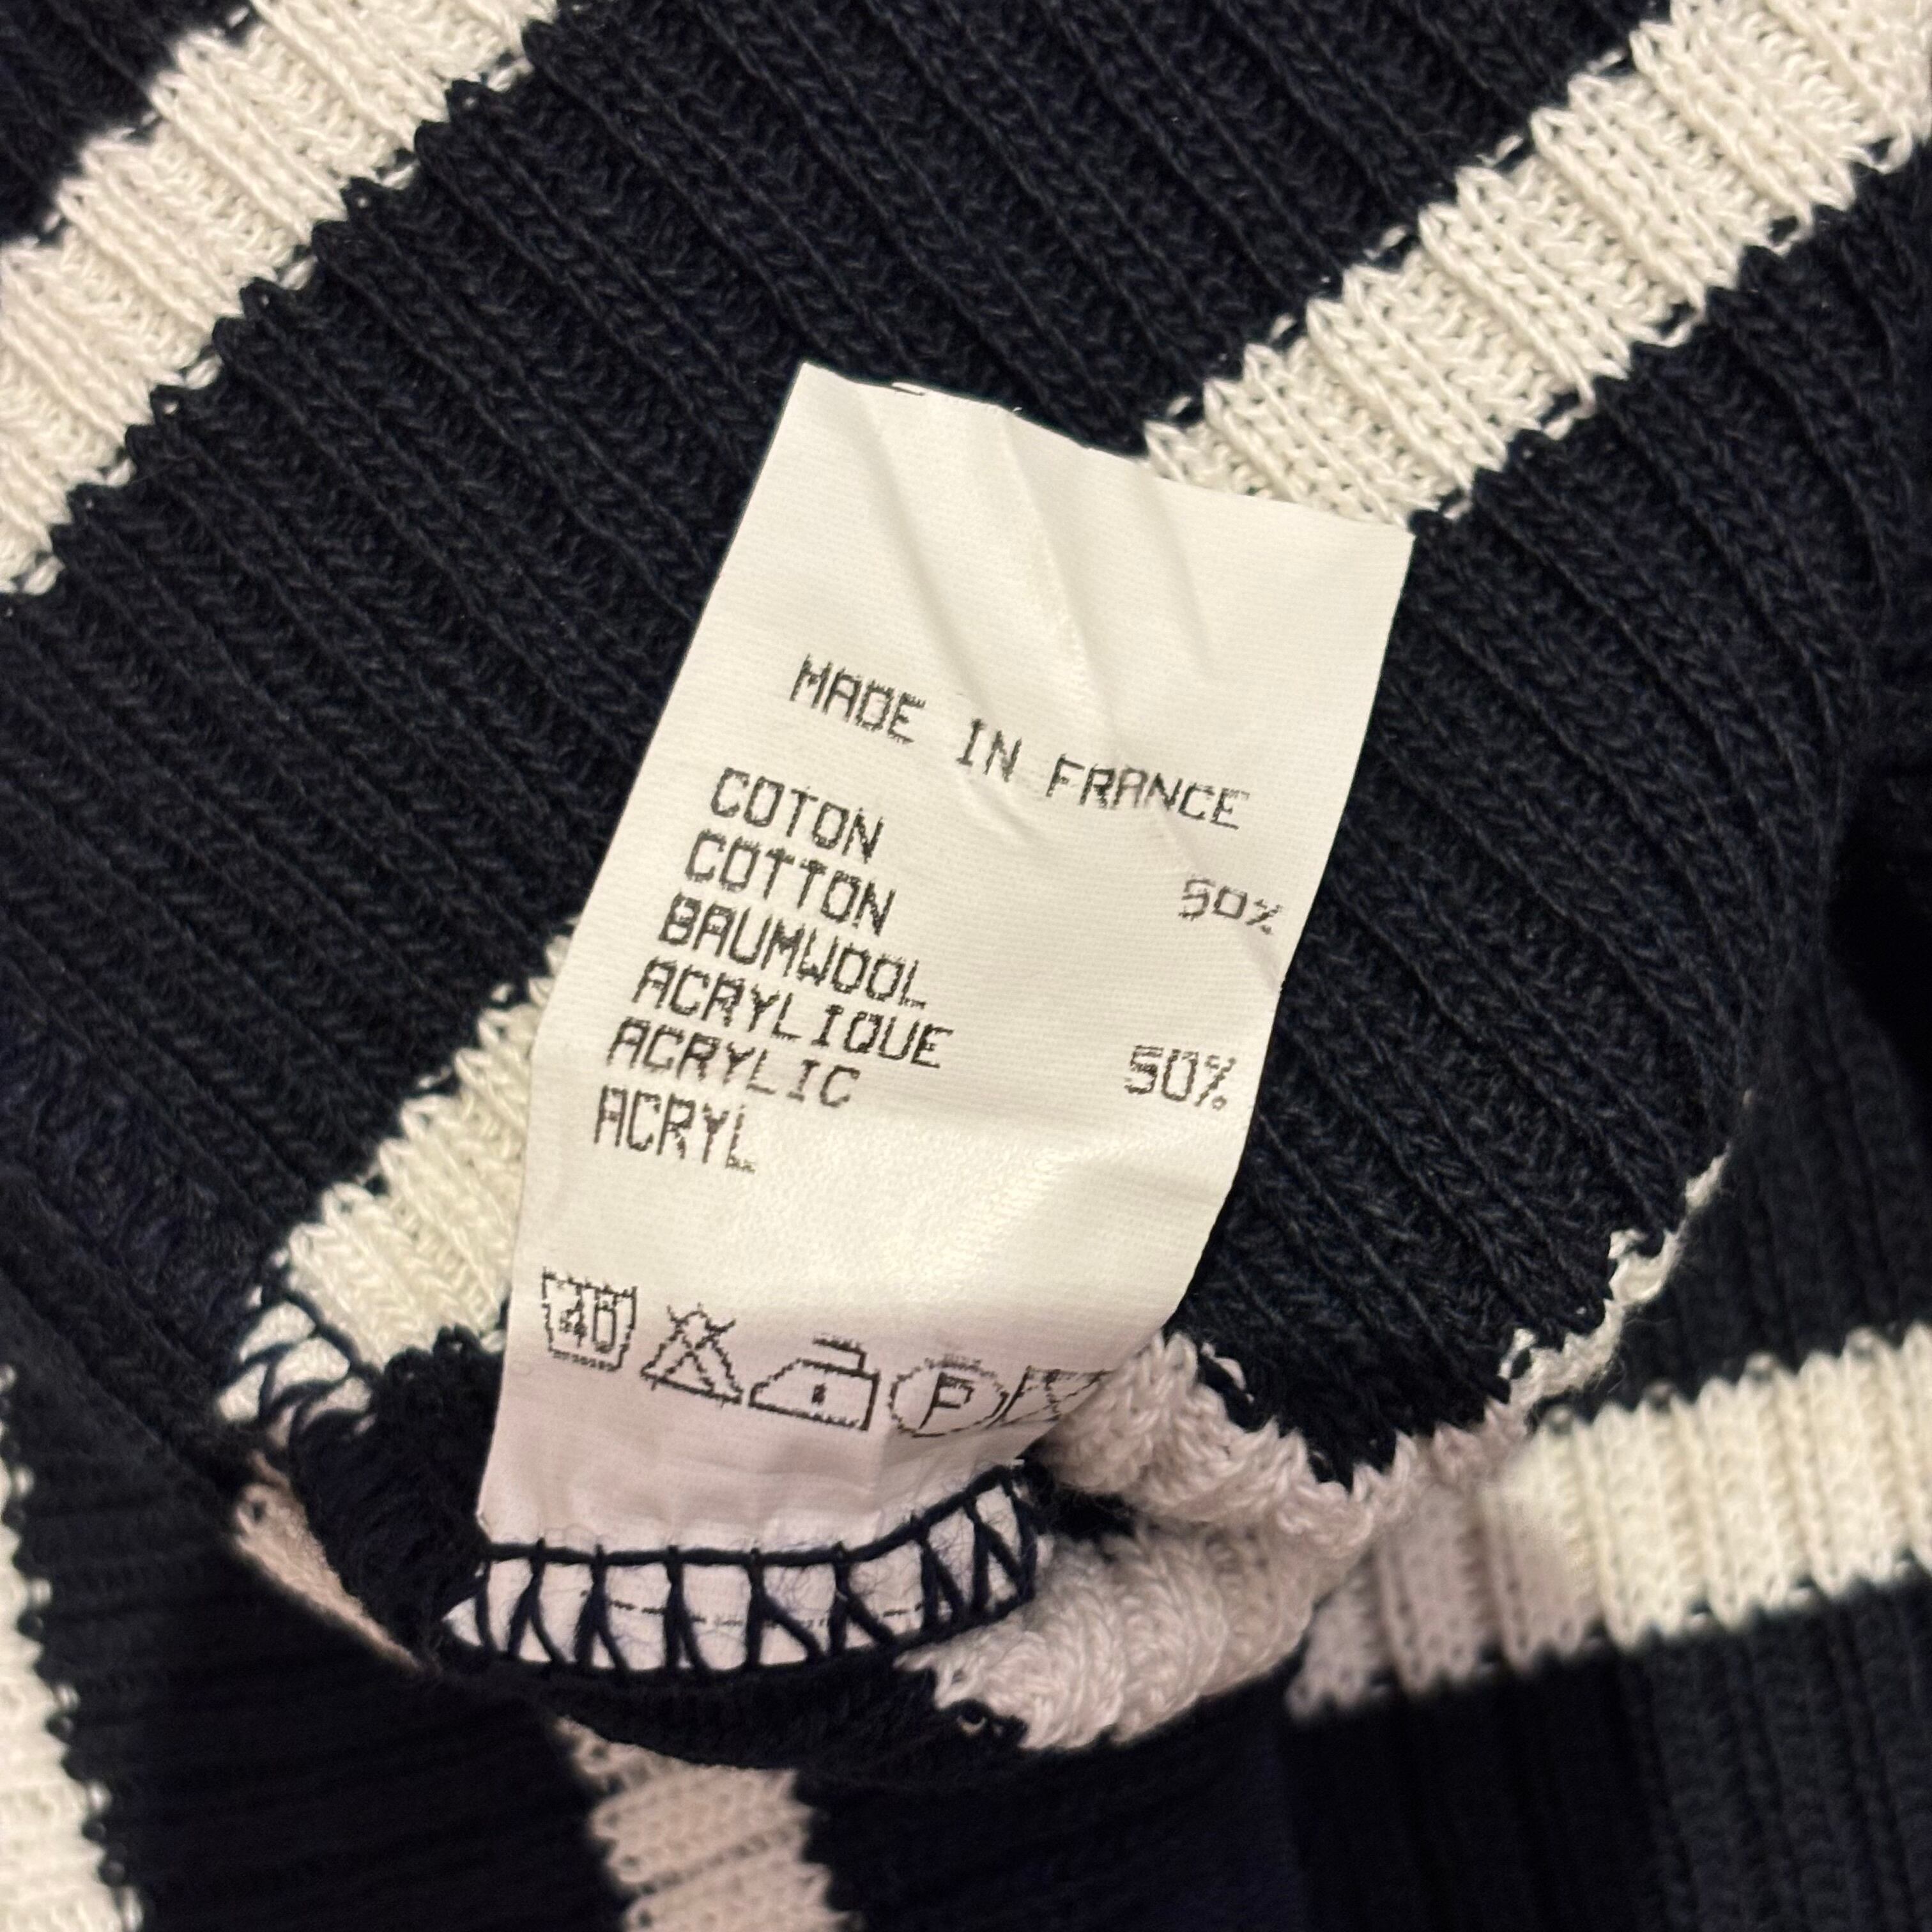 MADE IN FRANCE
COTON
COTTON 50%
BAUMWOOL
ACRYLIQUE
ACRYLIC 50%
ACRYL
40
P